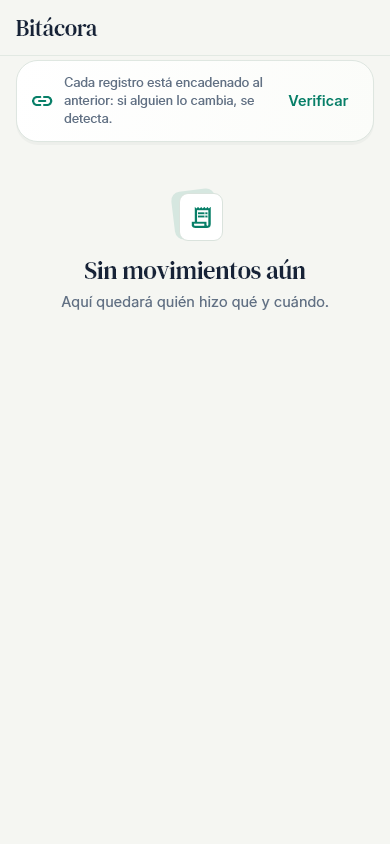 Bitácora
Cada registro está encadenado al
anterior: si alguien lo cambia, se
detecta.
Verificar
Sin movimientos aún
Aquí quedará quién hizo qué y cuándo.